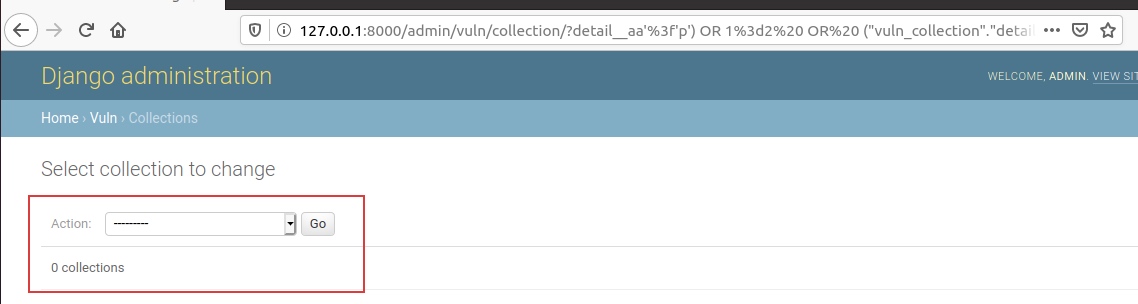 127.0.0.1:8000/admin/vuln/collection/?detail__aa'%3f'p') OR 1%3d2%20 OR%20 ("vuln_collection"."detail
Django administration
WELCOME, ADMIN. VIEW SIT
Home › Vuln › Collections
Select collection to change
Action: --------- Go
0 collections